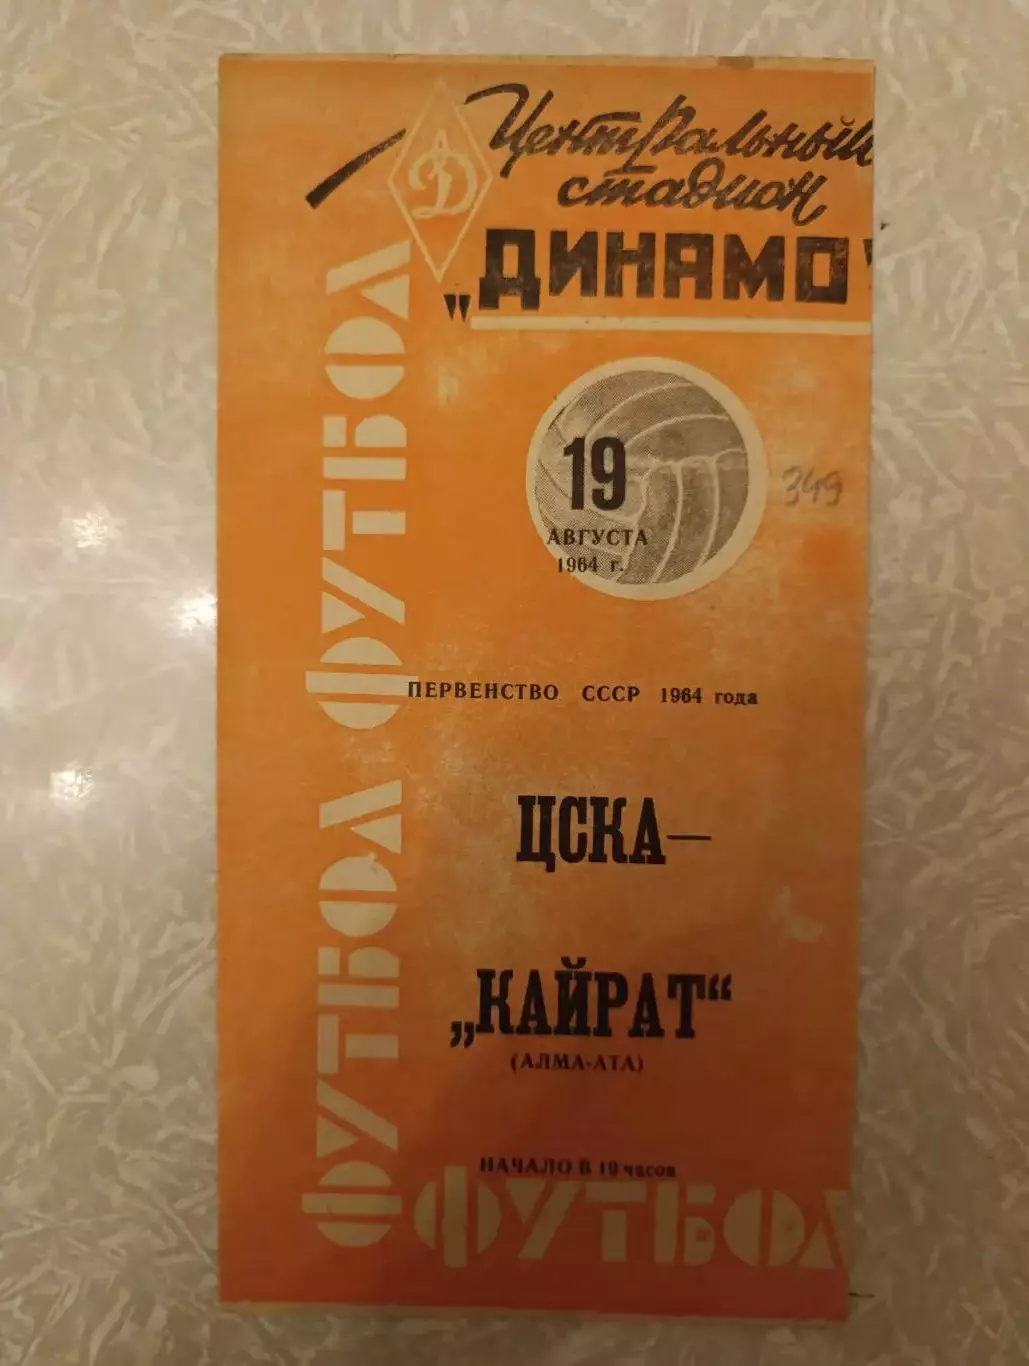 Центральный
стадион
„ДИНАМО"
Д
ФУТБОЛ ФУТБОЛ
19
АВГУСТА
1964 г.
349
ПЕРВЕНСТВО СССР 1964 года
ЦСКА—
„КАЙРАТ“
(АЛМА-АТА)
НАЧАЛО В 19 часов
ФУТБОЛ